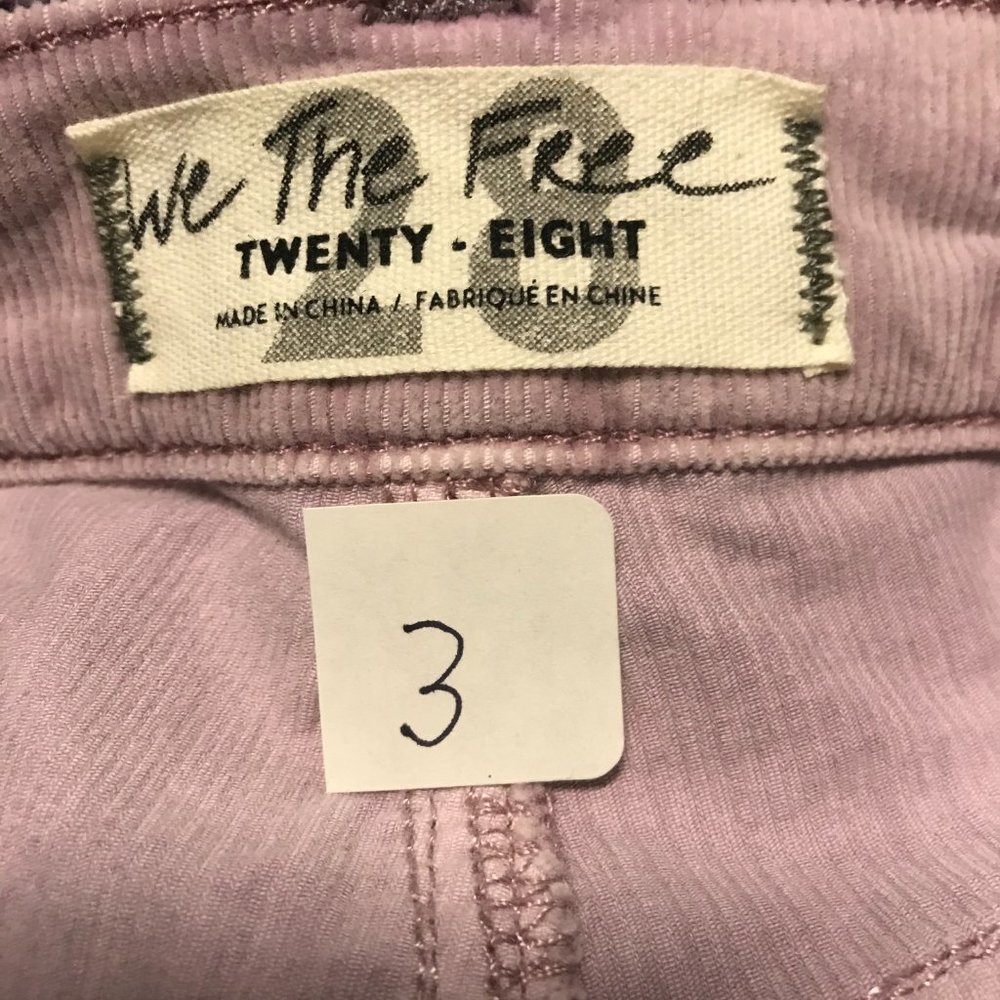 We The Free
28
TWENTY - EIGHT
MADE IN CHINA / FABRIQUÉ EN CHINE
3